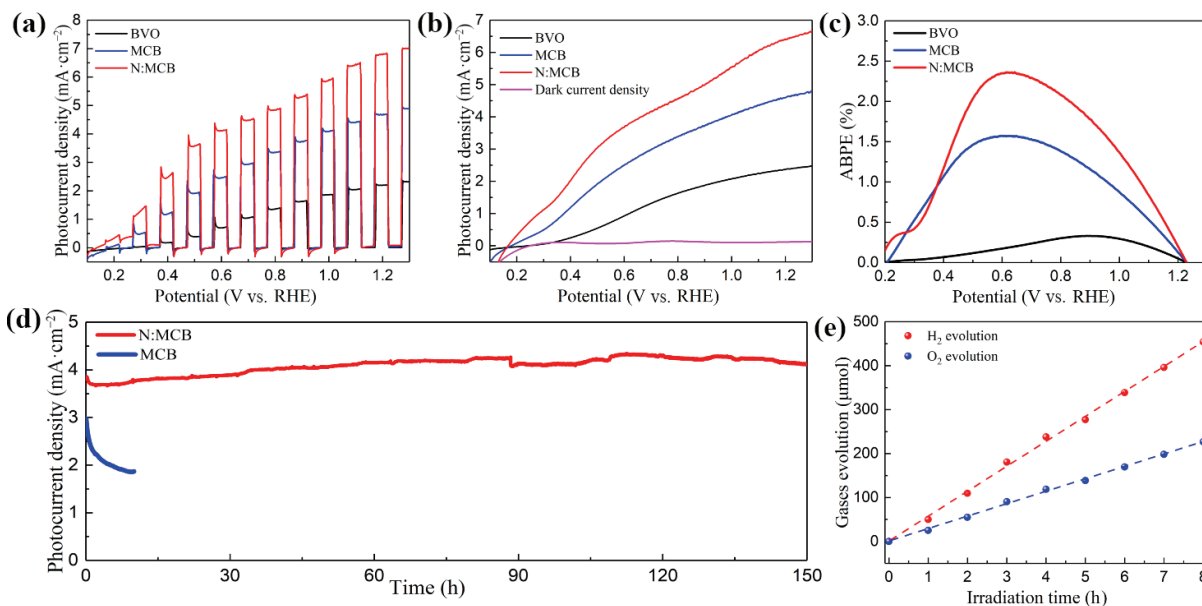 (a)
BVO
MCB
N:MCB
Photocurrent density (mA·cm⁻²)
7
6
5
4
3
2
1
0
0.2 0.4 0.6 0.8 1.0 1.2
Potential (V vs. RHE)
(b)
BVO
MCB
N:MCB
Dark current density
Photocurrent density (mA·cm⁻²)
7
6
5
4
3
2
1
0
0.2 0.4 0.6 0.8 1.0 1.2
Potential (V vs. RHE)
(c)
BVO
MCB
N:MCB
ABPE (%)
3.0
2.5
2.0
1.5
1.0
0.5
0.0
0.2 0.4 0.6 0.8 1.0 1.2
Potential (V vs. RHE)
(d)
N:MCB
MCB
Photocurrent density (mA·cm⁻²)
5
4
3
2
1
0
0 30 60 90 120 150
Time (h)
(e)
H₂ evolution
O₂ evolution
Gases evolution (μmol)
500
400
300
200
100
0
0 1 2 3 4 5 6 7 8
Irradiation time (h)